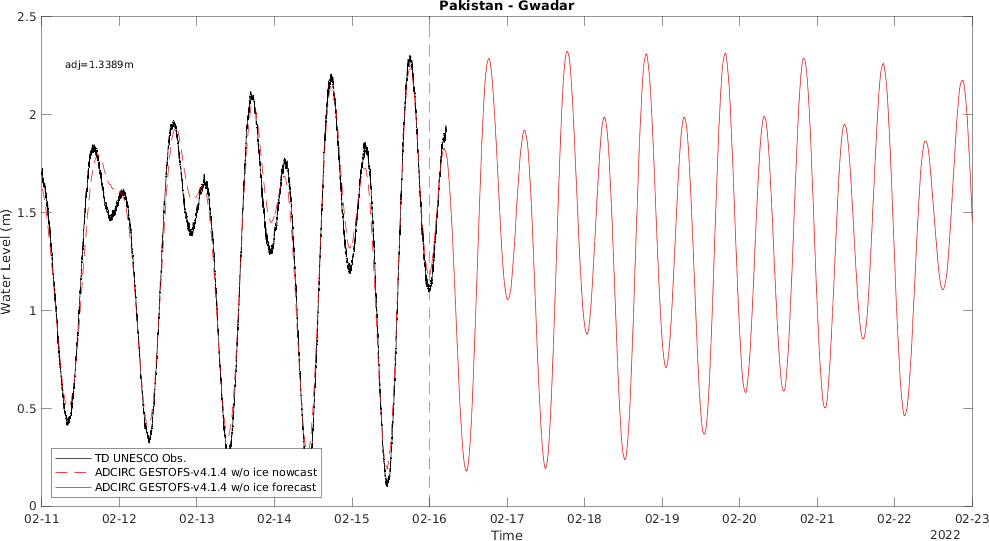 Pakistan - Gwadar
adj=1.3389m
2.5
2
1.5
1
0.5
0
Water Level (m)
TD UNESCO Obs.
ADCIRC GESTOFS-v4.1.4 w/o ice nowcast
ADCIRC GESTOFS-v4.1.4 w/o ice forecast
02-11 02-12 02-13 02-14 02-15 02-16 02-17 02-18 02-19 02-20 02-21 02-22 02-23
Time
2022